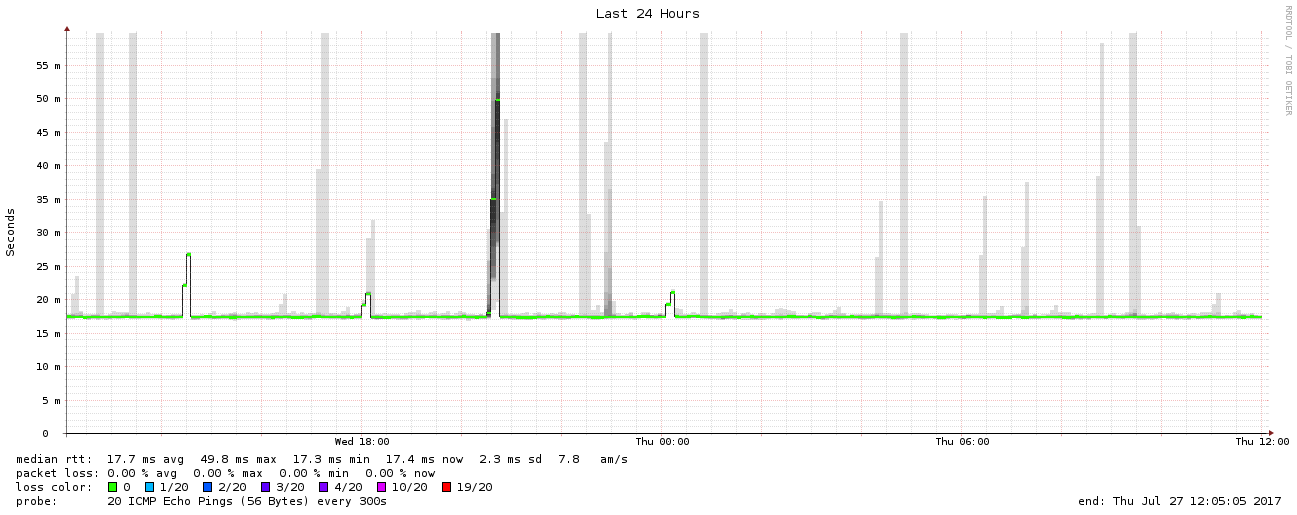 Last 24 Hours
RRDTOOL / TOBI OETIKER
Seconds
55 m
50 m
45 m
40 m
35 m
30 m
25 m
20 m
15 m
10 m
5 m
0
Wed 18:00 Thu 00:00 Thu 06:00 Thu 12:00
median rtt: 17.7 ms avg 49.8 ms max 17.3 ms min 17.4 ms now 2.3 ms sd 7.8 am/s
packet loss: 0.00 % avg 0.00 % max 0.00 % min 0.00 % now
loss color: 0 1/20 2/20 3/20 4/20 10/20 19/20
probe: 20 ICMP Echo Pings (56 Bytes) every 300s end: Thu Jul 27 12:05:05 2017